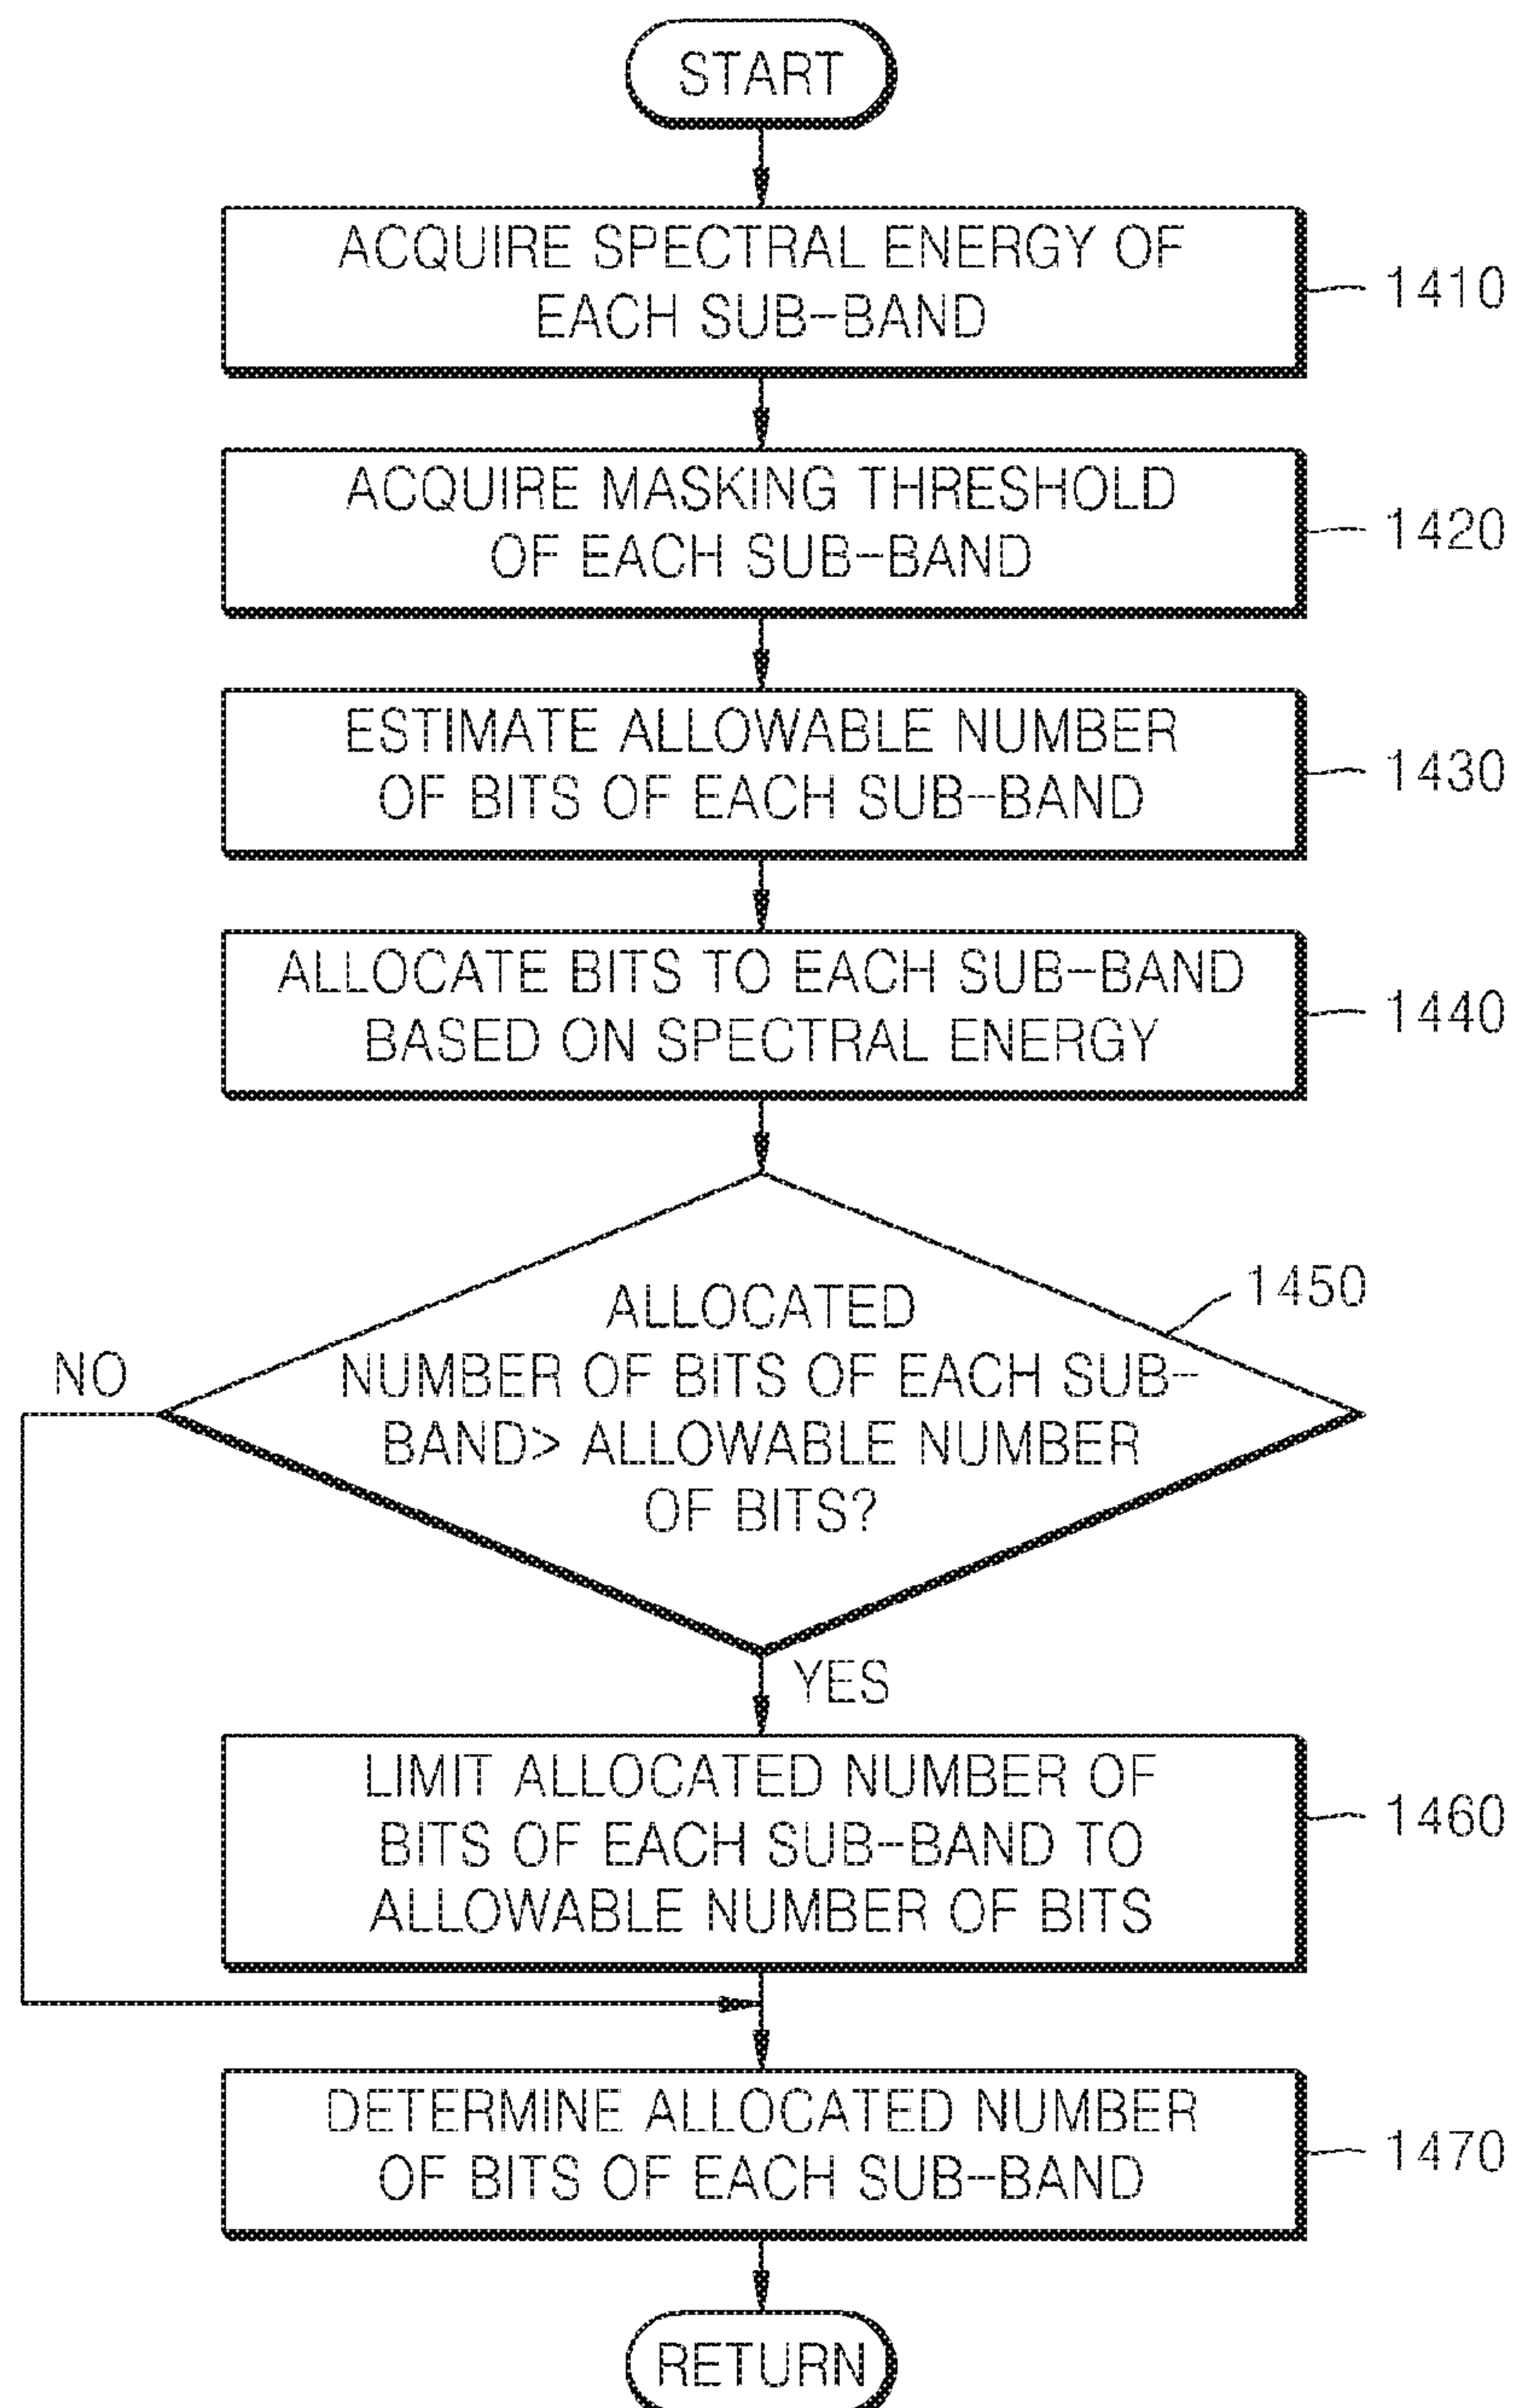 START
ACQUIRE SPECTRAL ENERGY OF
EACH SUB-BAND
1410
ACQUIRE MASKING THRESHOLD
OF EACH SUB-BAND
1420
ESTIMATE ALLOWABLE NUMBER
OF BITS OF EACH SUB-BAND
1430
ALLOCATE BITS TO EACH SUB-BAND
BASED ON SPECTRAL ENERGY
1440
ALLOCATED
NUMBER OF BITS OF EACH SUB-
BAND> ALLOWABLE NUMBER
OF BITS?
1450
NO
YES
LIMIT ALLOCATED NUMBER OF
BITS OF EACH SUB-BAND TO
ALLOWABLE NUMBER OF BITS
1460
DETERMINE ALLOCATED NUMBER
OF BITS OF EACH SUB-BAND
1470
RETURN